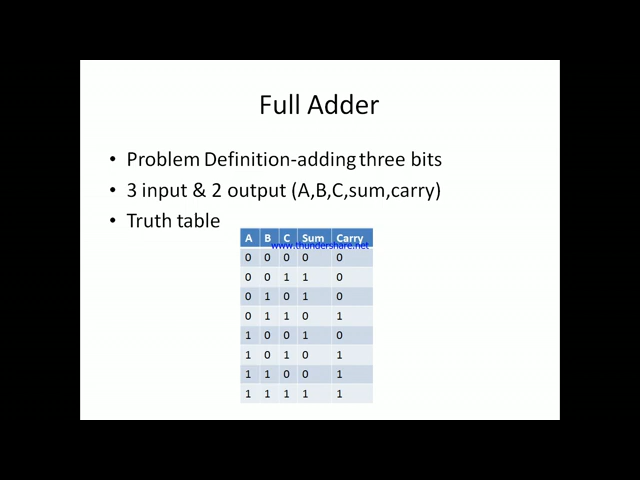 Full Adder
• Problem Definition-adding three bits
• 3 input & 2 output (A,B,C,sum,carry)
• Truth table
A B C Sum Carry
www.thundershare.net
0 0 0 0 0
0 0 1 1 0
0 1 0 1 0
0 1 1 0 1
1 0 0 1 0
1 0 1 0 1
1 1 0 0 1
1 1 1 1 1